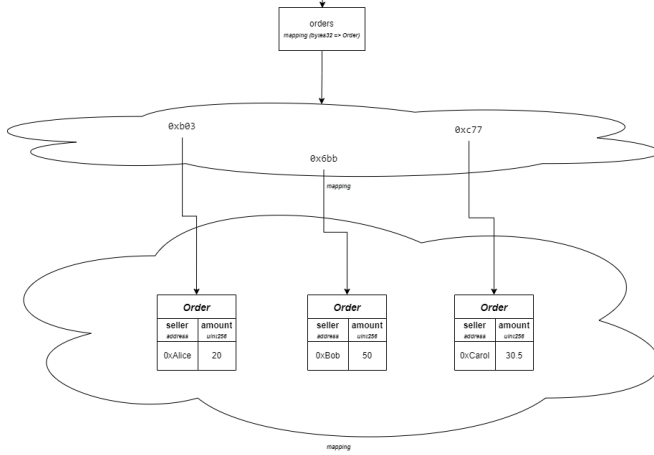 orders
mapping (bytes32 => Order)
0xb03
0xc77
0x6bb
mapping
Order
seller amount
address uint256
0xAlice 20
Order
seller amount
address uint256
0xBob 50
Order
seller amount
address uint256
0xCarol 30.5
mapping